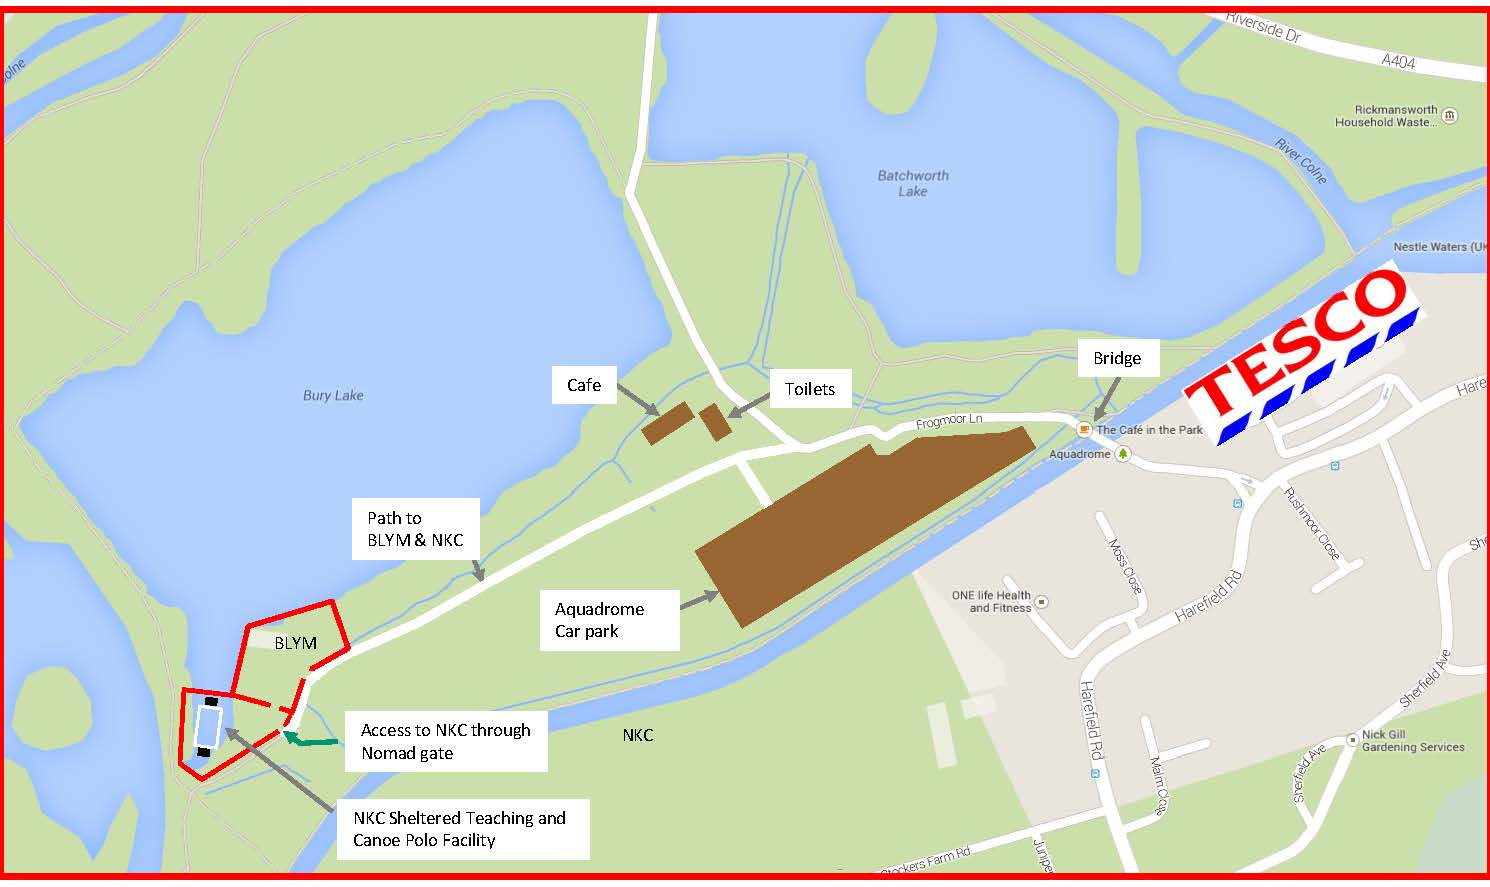 Riverside Dr
A404
Colne
Rickmansworth
Household Waste...
River Colne
Batchworth
Lake
Nestle Waters (UK
TESCO
Bridge
Cafe
Toilets
Bury Lake
Frogmoor Ln
The Café in the Park
Aquadrome
Hare
Path to
BLYM & NKC
Rushmoor Close
Moss Close
Aquadrome
Car park
ONE life Health
and Fitness
Harefield Rd
BLYM
Sherfield Ave
She
Access to NKC through
Nomad gate
NKC
Harefield Rd
Nick Gill
Gardening Services
Sherfield Ave
Malm Close
NKC Sheltered Teaching and
Canoe Polo Facility
Stockers Farm Rd
Juniper